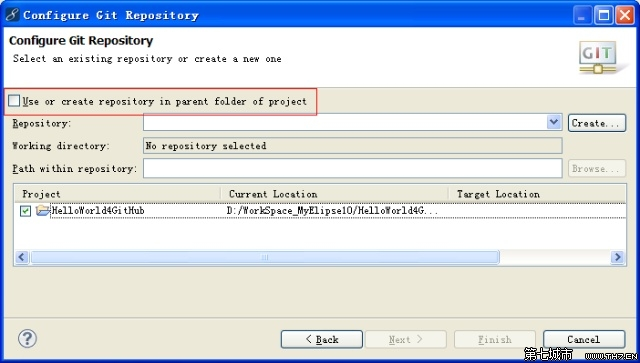 Configure Git Repository
Configure Git Repository
Select an existing repository or create a new one
GIT
Use or create repository in parent folder of project
Repository:
Create...
Working directory:
No repository selected
Path within repository:
Browse...
Project Current Location Target Location
HelloWorld4GitHub D:/WorkSpace_MyElipse10/HelloWorld4G...
?
< Back Next > Finish Cancel
第七城市 WWW.TH7.CN